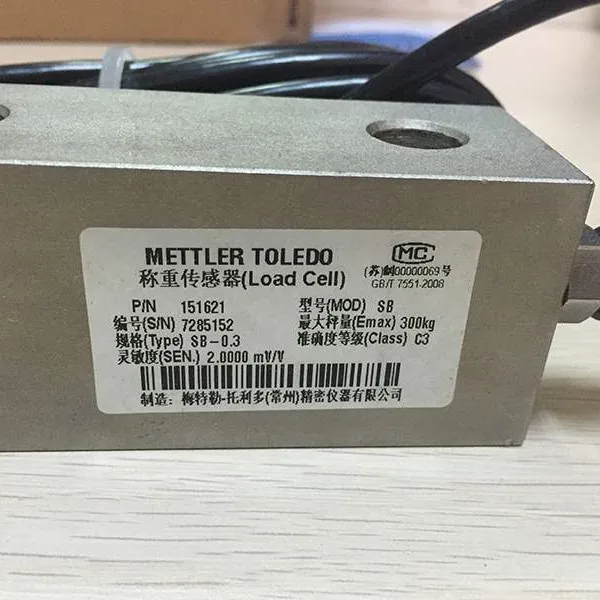 METTLER TOLEDO
称重传感器(Load Cell)
MC
(苏)制00000069号
GB/T 7551-2008
P/N 151621
型号(MOD) SB
编号(S/N) 7285152
最大秤量(Emax) 300kg
规格(Type) SB-0.3
准确度等级(Class) C3
灵敏度(SEN.) 2.0000 mV/V
制造：梅特勒-托利多(常州)精密仪器有限公司